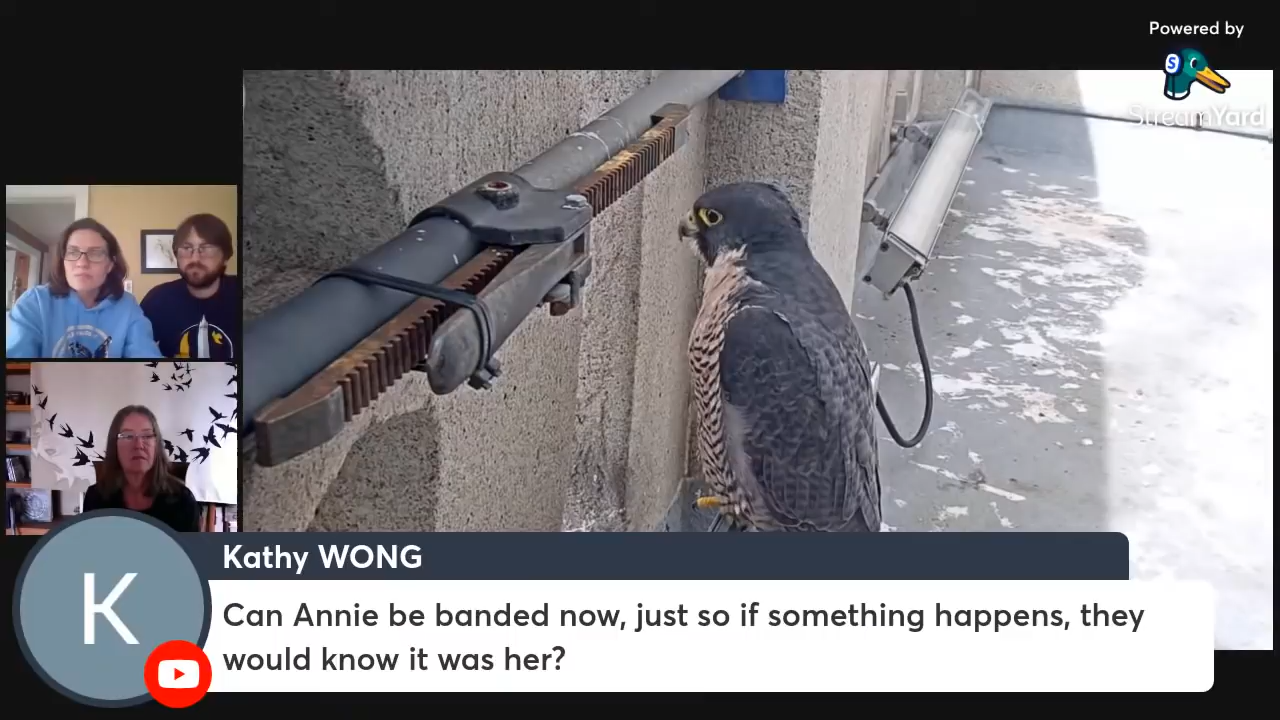 Powered by
StreamYard
Kathy WONG
K
Can Annie be banded now, just so if something happens, they
would know it was her?